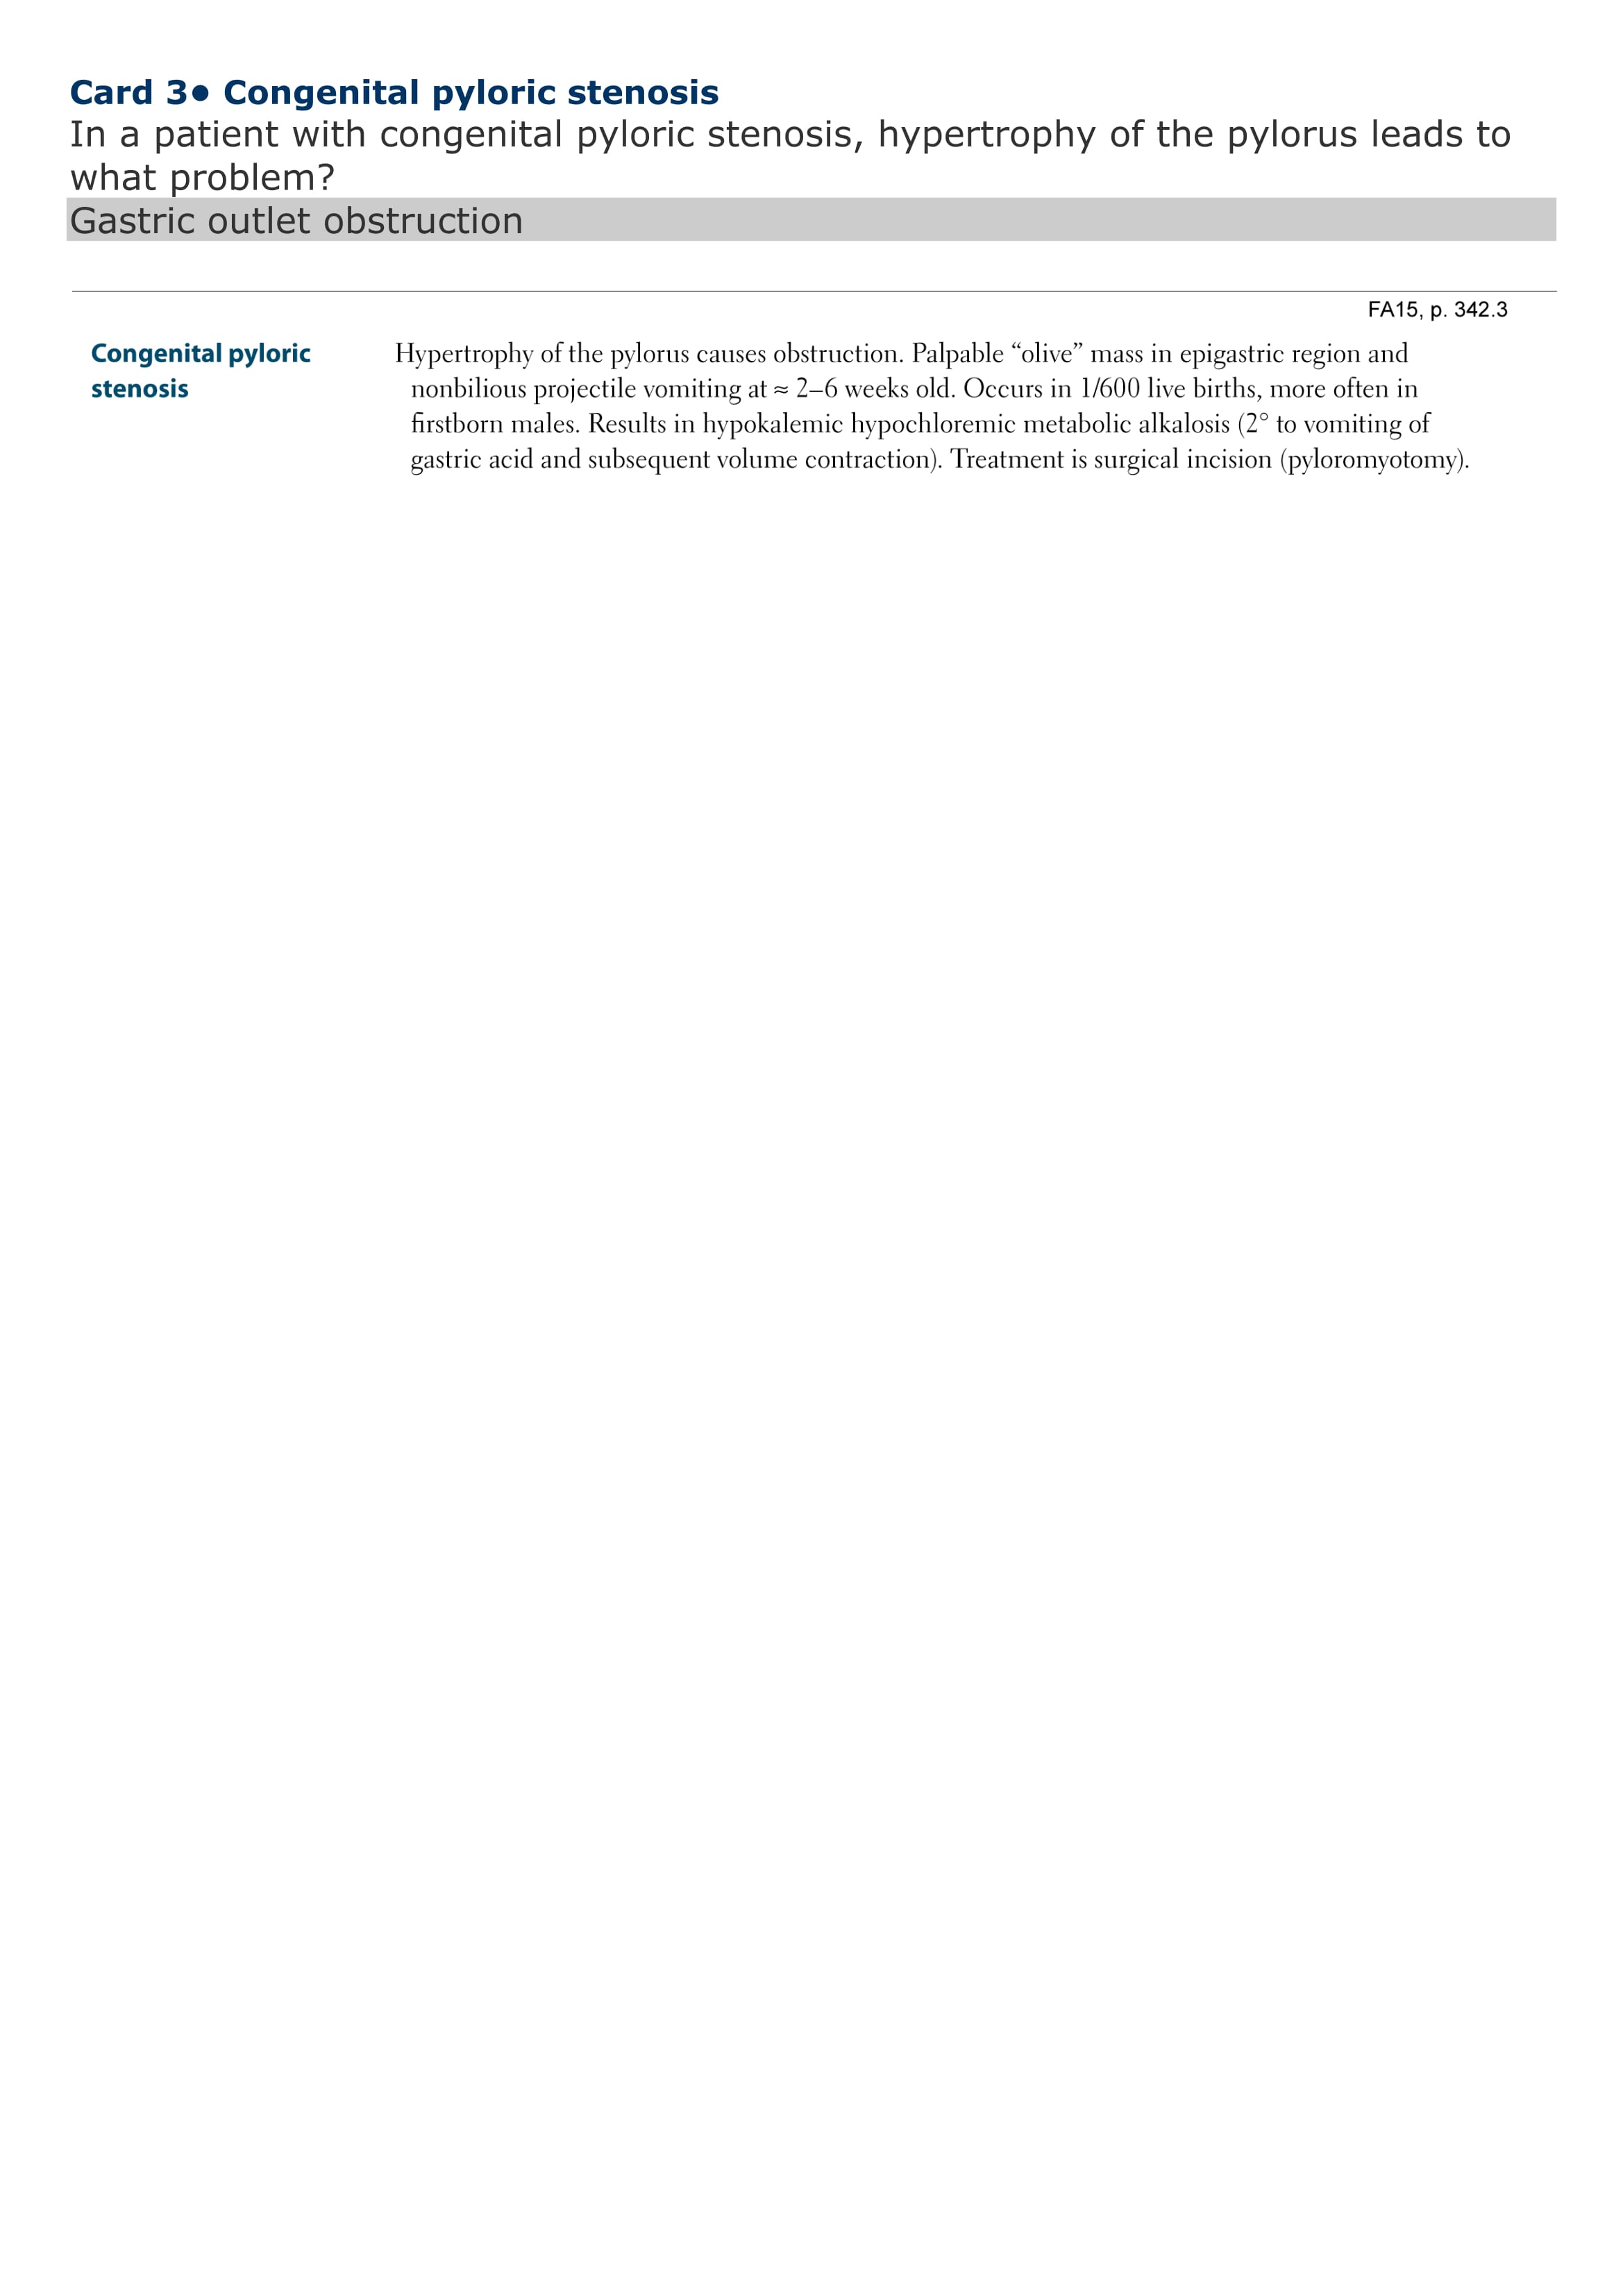 Card 3● Congenital pyloric stenosis
In a patient with congenital pyloric stenosis, hypertrophy of the pylorus leads to
what problem?
Gastric outlet obstruction
FA15, p. 342.3
Congenital pyloric
stenosis
Hypertrophy of the pylorus causes obstruction. Palpable “olive” mass in epigastric region and
nonbilious projectile vomiting at ≈ 2–6 weeks old. Occurs in 1/600 live births, more often in
firstborn males. Results in hypokalemic hypochloremic metabolic alkalosis (2° to vomiting of
gastric acid and subsequent volume contraction). Treatment is surgical incision (pyloromyotomy).